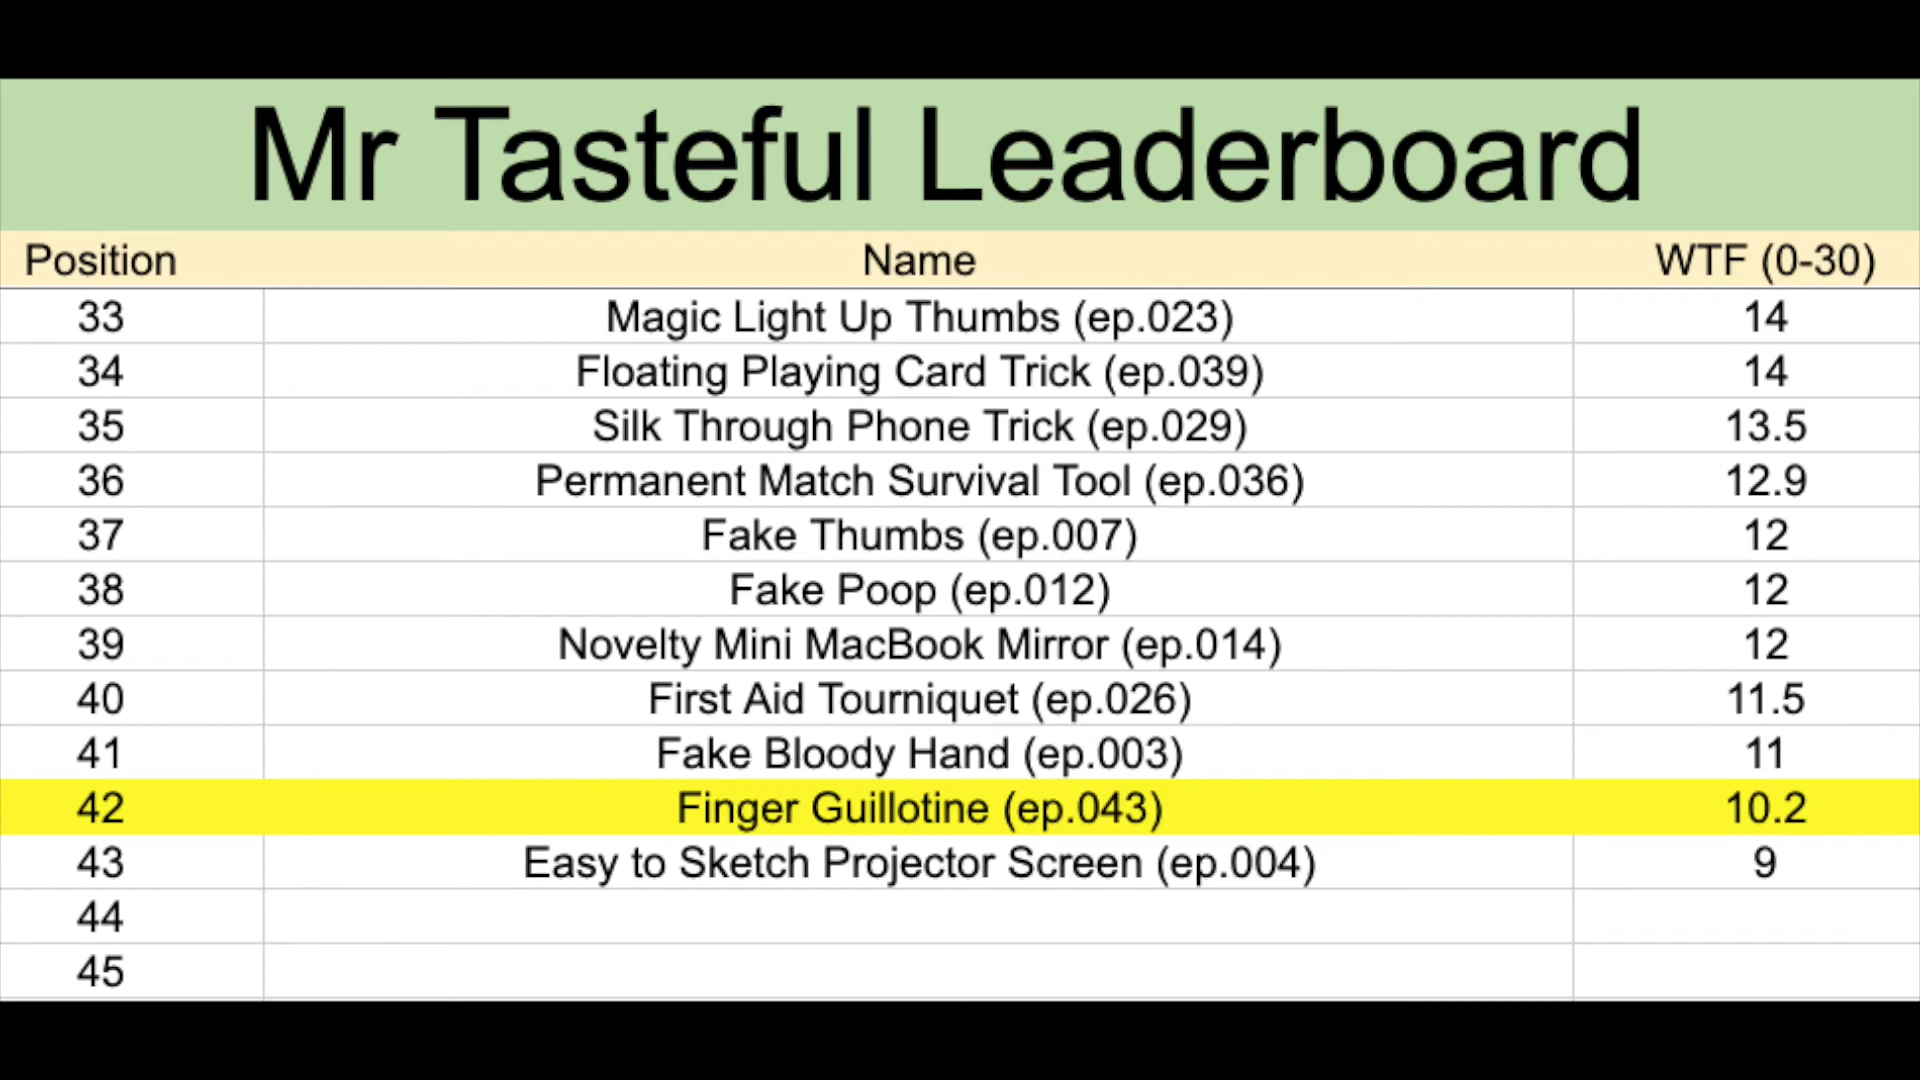 Mr Tasteful Leaderboard
Position Name WTF (0-30)
33 Magic Light Up Thumbs (ep.023) 14
34 Floating Playing Card Trick (ep.039) 14
35 Silk Through Phone Trick (ep.029) 13.5
36 Permanent Match Survival Tool (ep.036) 12.9
37 Fake Thumbs (ep.007) 12
38 Fake Poop (ep.012) 12
39 Novelty Mini MacBook Mirror (ep.014) 12
40 First Aid Tourniquet (ep.026) 11.5
41 Fake Bloody Hand (ep.003) 11
42 Finger Guillotine (ep.043) 10.2
43 Easy to Sketch Projector Screen (ep.004) 9
44
45